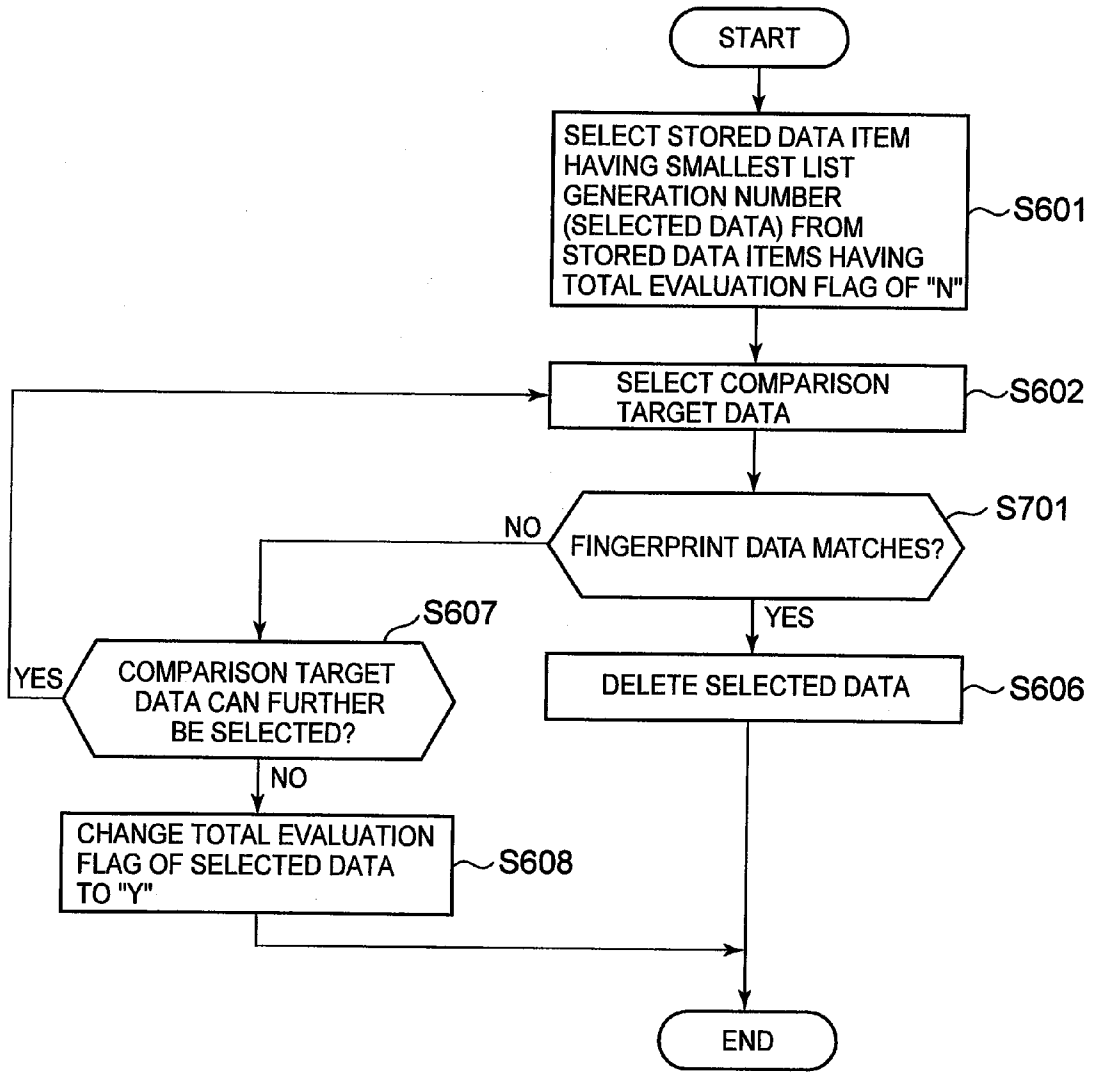 START
SELECT STORED DATA ITEM
HAVING SMALLEST LIST
GENERATION NUMBER
(SELECTED DATA) FROM
STORED DATA ITEMS HAVING
TOTAL EVALUATION FLAG OF "N"
S601
SELECT COMPARISON
TARGET DATA
S602
FINGERPRINT DATA MATCHES?
S701
NO
YES
S607
COMPARISON TARGET
DATA CAN FURTHER
BE SELECTED?
YES
NO
DELETE SELECTED DATA
S606
CHANGE TOTAL EVALUATION
FLAG OF SELECTED DATA
TO "Y"
S608
END